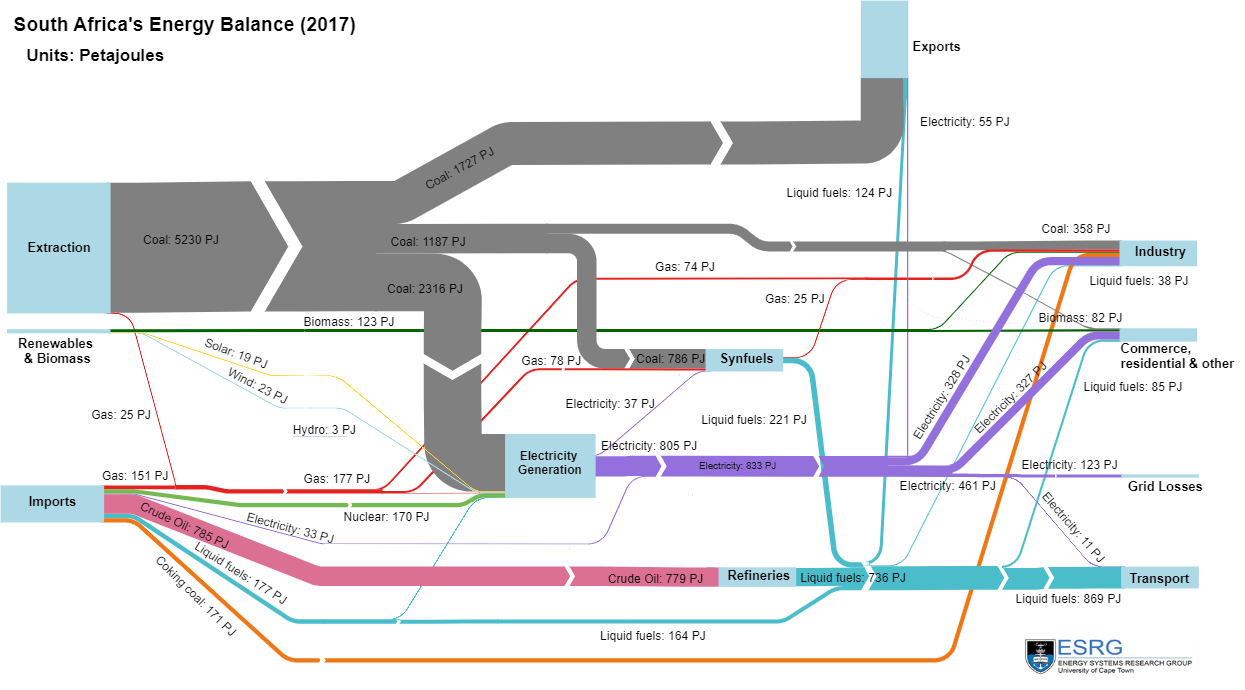 South Africa's Energy Balance (2017)
Units: Petajoules
Exports
Electricity: 55 PJ
Coal: 1727 PJ
Liquid fuels: 124 PJ
Extraction
Coal: 5230 PJ
Coal: 1187 PJ
Coal: 358 PJ
Industry
Gas: 74 PJ
Liquid fuels: 38 PJ
Coal: 2316 PJ
Gas: 25 PJ
Biomass: 123 PJ
Biomass: 82 PJ
Renewables
& Biomass
Solar: 19 PJ
Wind: 23 PJ
Hydro: 3 PJ
Gas: 78 PJ
Coal: 786 PJ
Synfuels
Commerce,
residential & other
Liquid fuels: 85 PJ
Electricity: 37 PJ
Liquid fuels: 221 PJ
Electricity: 328 PJ
Electricity: 327 PJ
Gas: 25 PJ
Electricity
Generation
Electricity: 805 PJ
Electricity: 833 PJ
Electricity: 123 PJ
Electricity: 461 PJ
Grid Losses
Gas: 151 PJ
Gas: 177 PJ
Imports
Crude Oil: 785 PJ
Nuclear: 170 PJ
Electricity: 33 PJ
Electricity: 11 PJ
Liquid fuels: 177 PJ
Coking coal: 171 PJ
Crude Oil: 779 PJ
Refineries
Liquid fuels: 736 PJ
Transport
Liquid fuels: 869 PJ
Liquid fuels: 164 PJ
ESRG
ENERGY SYSTEMS RESEARCH GROUP
University of Cape Town